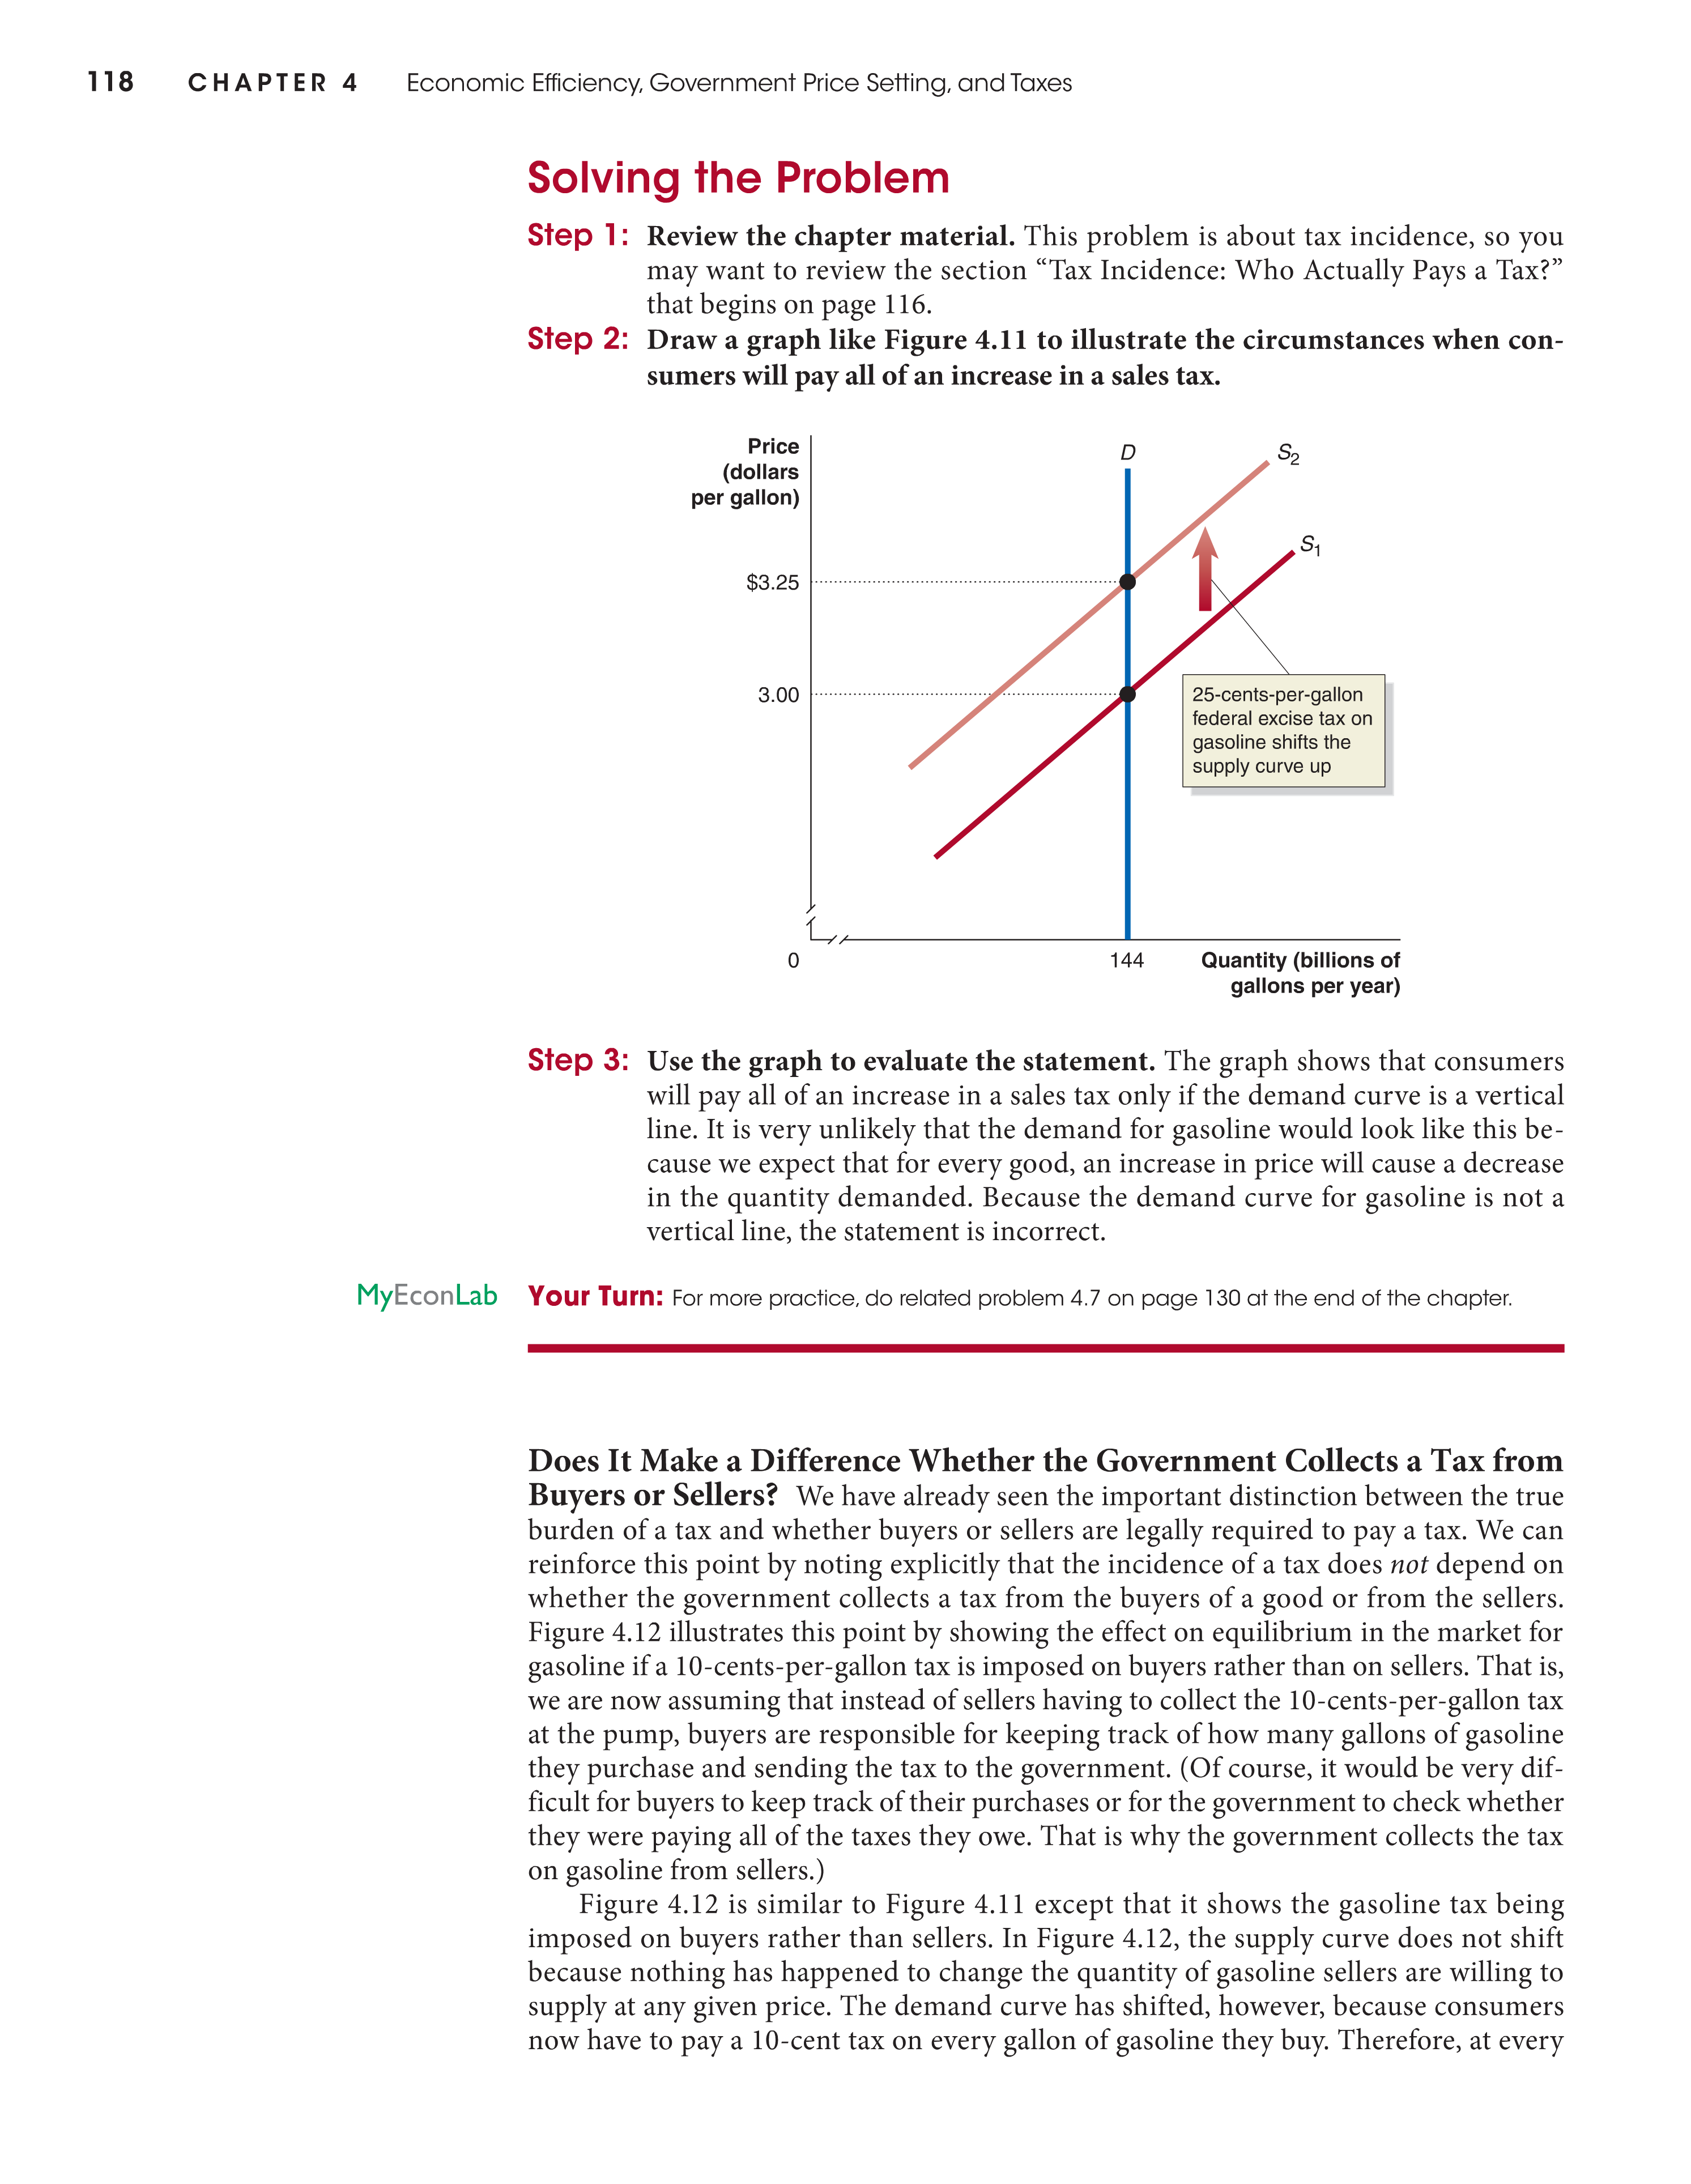 118 CHAPTER 4 Economic Efficiency, Government Price Setting, and Taxes
Solving the Problem
Step 1: Review the chapter material. This problem is about tax incidence, so you
may want to review the section “Tax Incidence: Who Actually Pays a Tax?”
that begins on page 116.
Step 2: Draw a graph like Figure 4.11 to illustrate the circumstances when con-
sumers will pay all of an increase in a sales tax.
Price
(dollars
per gallon)
D
S2
S1
$3.25
3.00
25-cents-per-gallon
federal excise tax on
gasoline shifts the
supply curve up
0
144
Quantity (billions of
gallons per year)
Step 3: Use the graph to evaluate the statement. The graph shows that consumers
will pay all of an increase in a sales tax only if the demand curve is a vertical
line. It is very unlikely that the demand for gasoline would look like this be-
cause we expect that for every good, an increase in price will cause a decrease
in the quantity demanded. Because the demand curve for gasoline is not a
vertical line, the statement is incorrect.
MyEconLab Your Turn: For more practice, do related problem 4.7 on page 130 at the end of the chapter.
Does It Make a Difference Whether the Government Collects a Tax from
Buyers or Sellers? We have already seen the important distinction between the true
burden of a tax and whether buyers or sellers are legally required to pay a tax. We can
reinforce this point by noting explicitly that the incidence of a tax does not depend on
whether the government collects a tax from the buyers of a good or from the sellers.
Figure 4.12 illustrates this point by showing the effect on equilibrium in the market for
gasoline if a 10-cents-per-gallon tax is imposed on buyers rather than on sellers. That is,
we are now assuming that instead of sellers having to collect the 10-cents-per-gallon tax
at the pump, buyers are responsible for keeping track of how many gallons of gasoline
they purchase and sending the tax to the government. (Of course, it would be very dif-
ficult for buyers to keep track of their purchases or for the government to check whether
they were paying all of the taxes they owe. That is why the government collects the tax
on gasoline from sellers.)
Figure 4.12 is similar to Figure 4.11 except that it shows the gasoline tax being
imposed on buyers rather than sellers. In Figure 4.12, the supply curve does not shift
because nothing has happened to change the quantity of gasoline sellers are willing to
supply at any given price. The demand curve has shifted, however, because consumers
now have to pay a 10-cent tax on every gallon of gasoline they buy. Therefore, at every